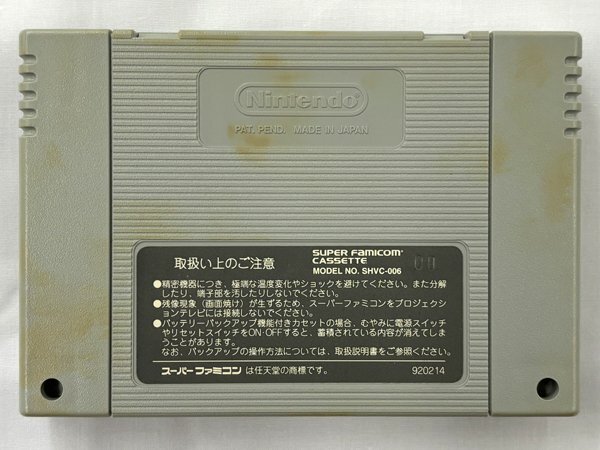 Nintendo
PAT. PEND. MADE IN JAPAN
取扱い上のご注意
SUPER FAMICOM
CASSETTE
MODEL NO. SHVC-006
●精密機器につき、極端な温度変化やショックを避けてください。また分解
したり、端子部を汚したりしないでください。
●残像現象（画面焼け）が生ずるため、スーパーファミコンをプロジェクシ
ョンテレビには接続しないでください。
●バッテリーバックアップ機能付きカセットの場合、むやみに電源スイッチ
やリセットスイッチをON・OFFすると、蓄積されている内容が消えてしま
うことがあります。
なお、バックアップの操作方法については、取扱説明書をご参照ください。
スーパーファミコン は任天堂の商標です。
920214